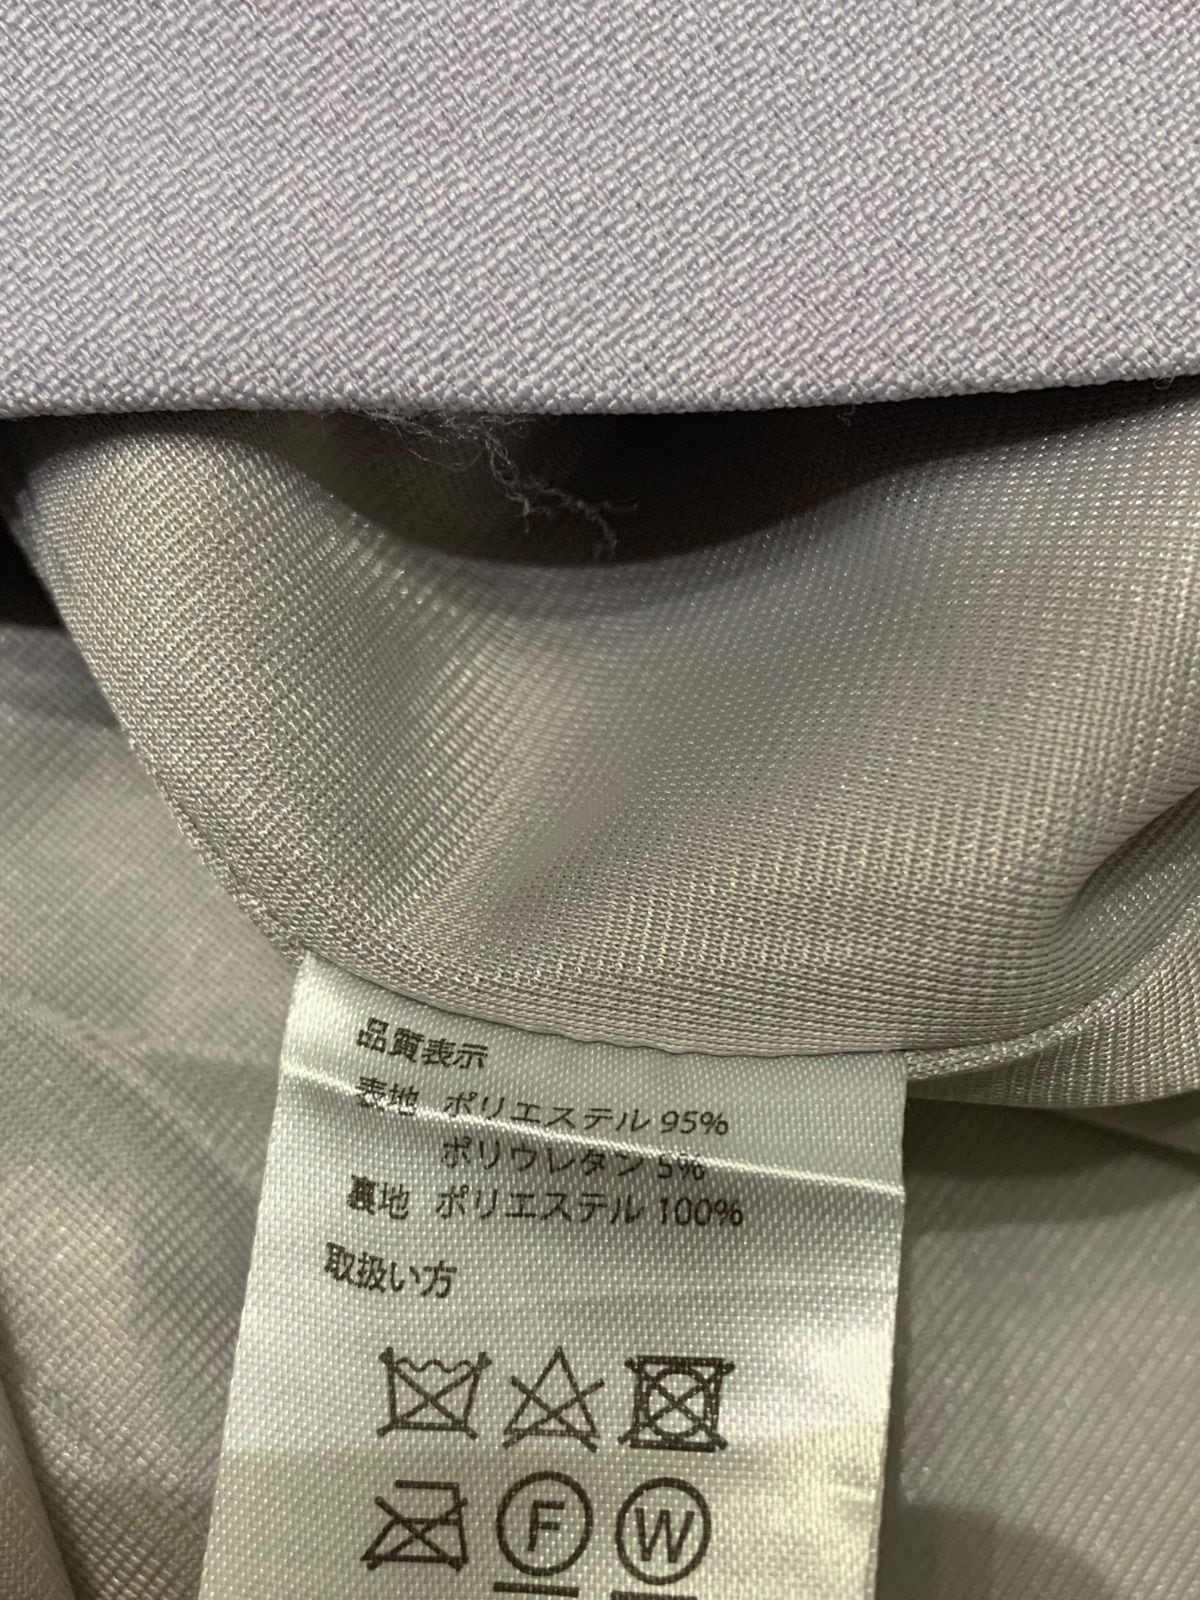 品質表示
表地 ポリエステル 95%
ポリウレタン 5%
裏地 ポリエステル 100%
取扱い方
F W